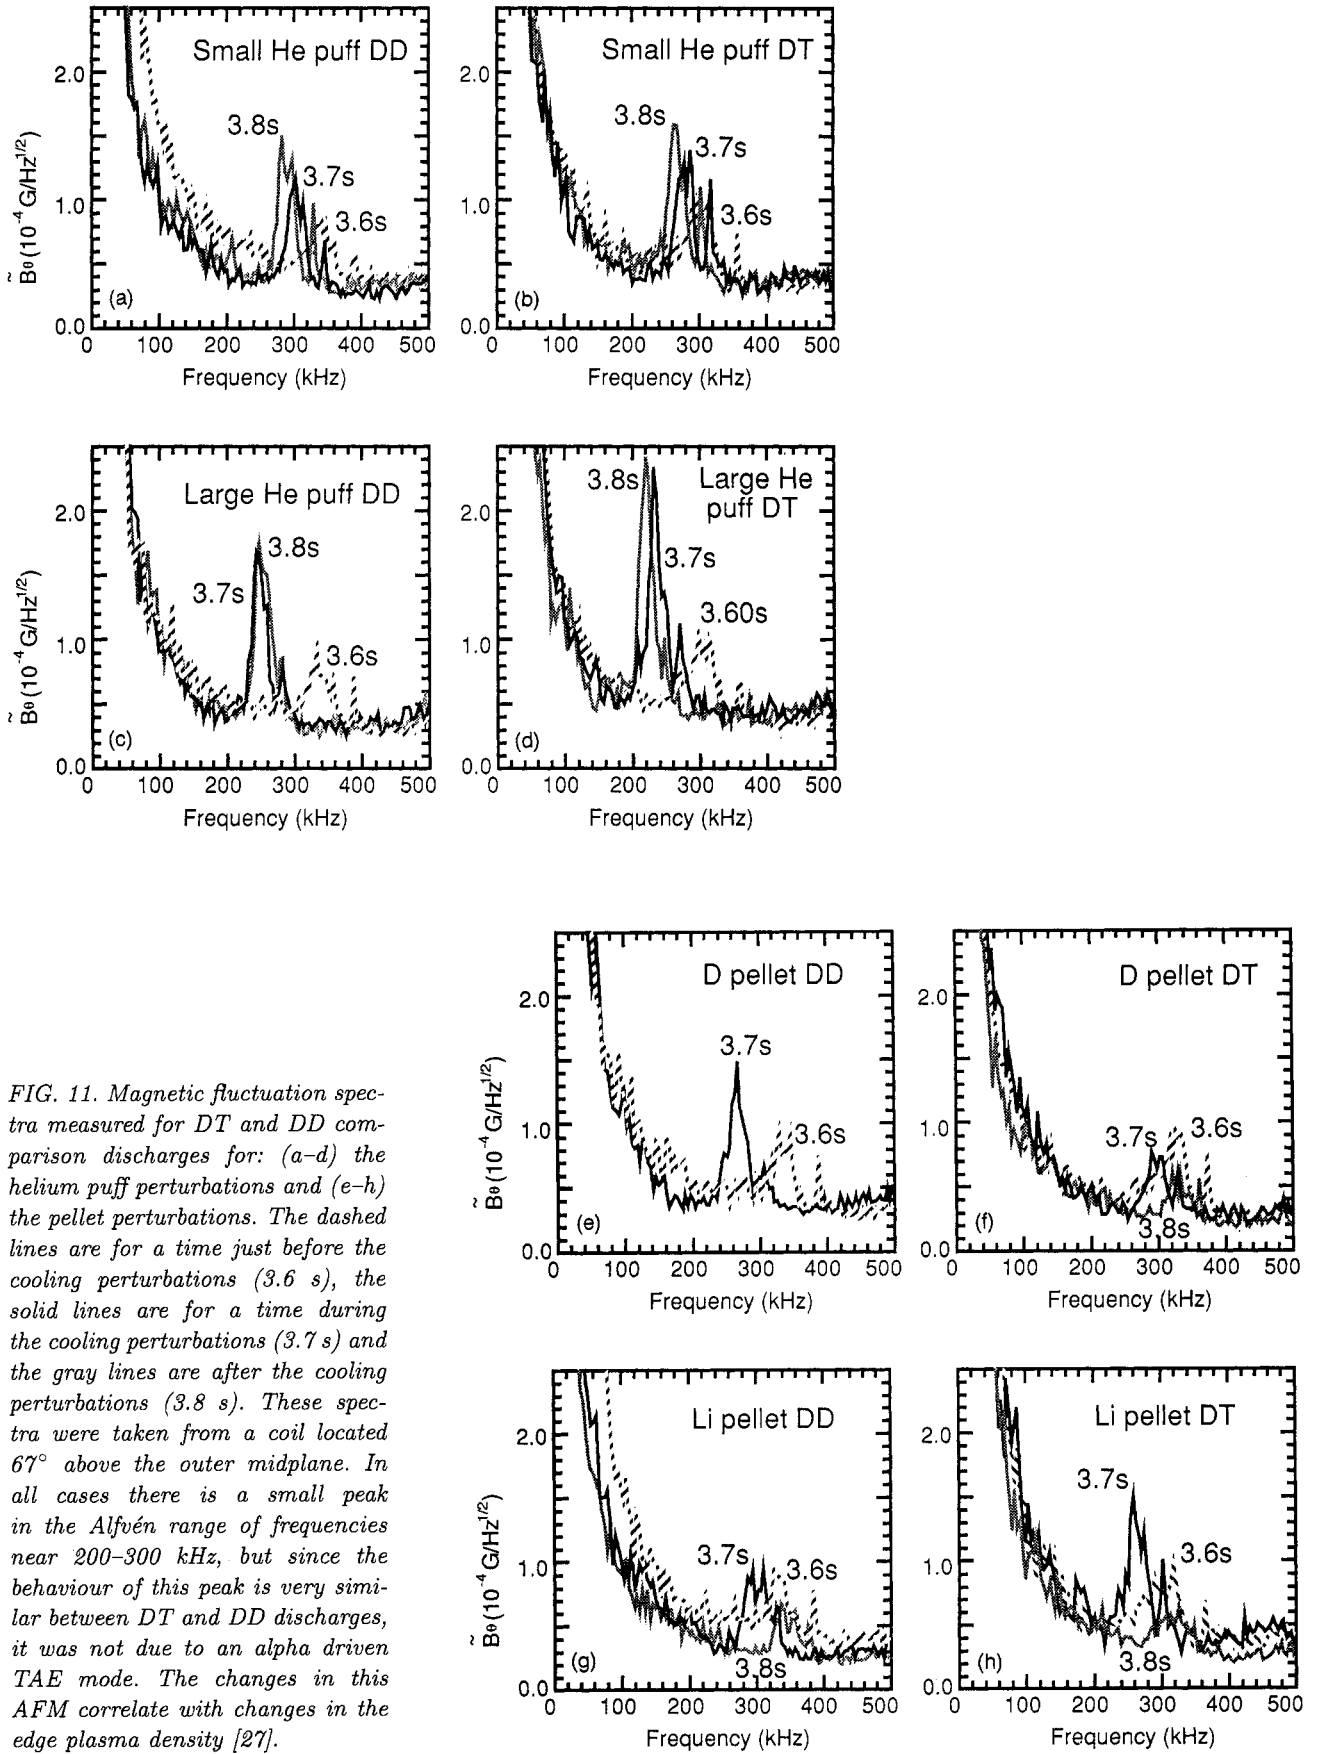 Small He puff DD
3.8s
3.7s
3.6s
(a)
2.0
1.0
0.0
B̃θ (10⁻⁴ G/Hz^1/2)
0 100 200 300 400 500
Frequency (kHz)
Small He puff DT
3.8s
3.7s
3.6s
(b)
2.0
1.0
0.0
0 100 200 300 400 500
Frequency (kHz)
Large He puff DD
3.8s
3.7s
3.6s
(c)
2.0
1.0
0.0
B̃θ (10⁻⁴ G/Hz^1/2)
0 100 200 300 400 500
Frequency (kHz)
Large He
puff DT
3.8s
3.7s
3.60s
(d)
2.0
1.0
0.0
0 100 200 300 400 500
Frequency (kHz)
D pellet DD
3.7s
3.6s
(e)
2.0
1.0
0.0
B̃θ (10⁻⁴ G/Hz^1/2)
0 100 200 300 400 500
Frequency (kHz)
D pellet DT
3.7s
3.6s
3.8s
(f)
2.0
1.0
0.0
0 100 200 300 400 500
Frequency (kHz)
Li pellet DD
3.7s
3.6s
3.8s
(g)
2.0
1.0
0.0
B̃θ (10⁻⁴ G/Hz^1/2)
0 100 200 300 400 500
Frequency (kHz)
Li pellet DT
3.7s
3.6s
3.8s
(h)
2.0
1.0
0.0
0 100 200 300 400 500
Frequency (kHz)
FIG. 11. Magnetic fluctuation spec-
tra measured for DT and DD com-
parison discharges for: (a–d) the
helium puff perturbations and (e–h)
the pellet perturbations. The dashed
lines are for a time just before the
cooling perturbations (3.6 s), the
solid lines are for a time during
the cooling perturbations (3.7 s) and
the gray lines are after the cooling
perturbations (3.8 s). These spec-
tra were taken from a coil located
67° above the outer midplane. In
all cases there is a small peak
in the Alfvén range of frequencies
near 200–300 kHz, but since the
behaviour of this peak is very simi-
lar between DT and DD discharges,
it was not due to an alpha driven
TAE mode. The changes in this
AFM correlate with changes in the
edge plasma density [27].